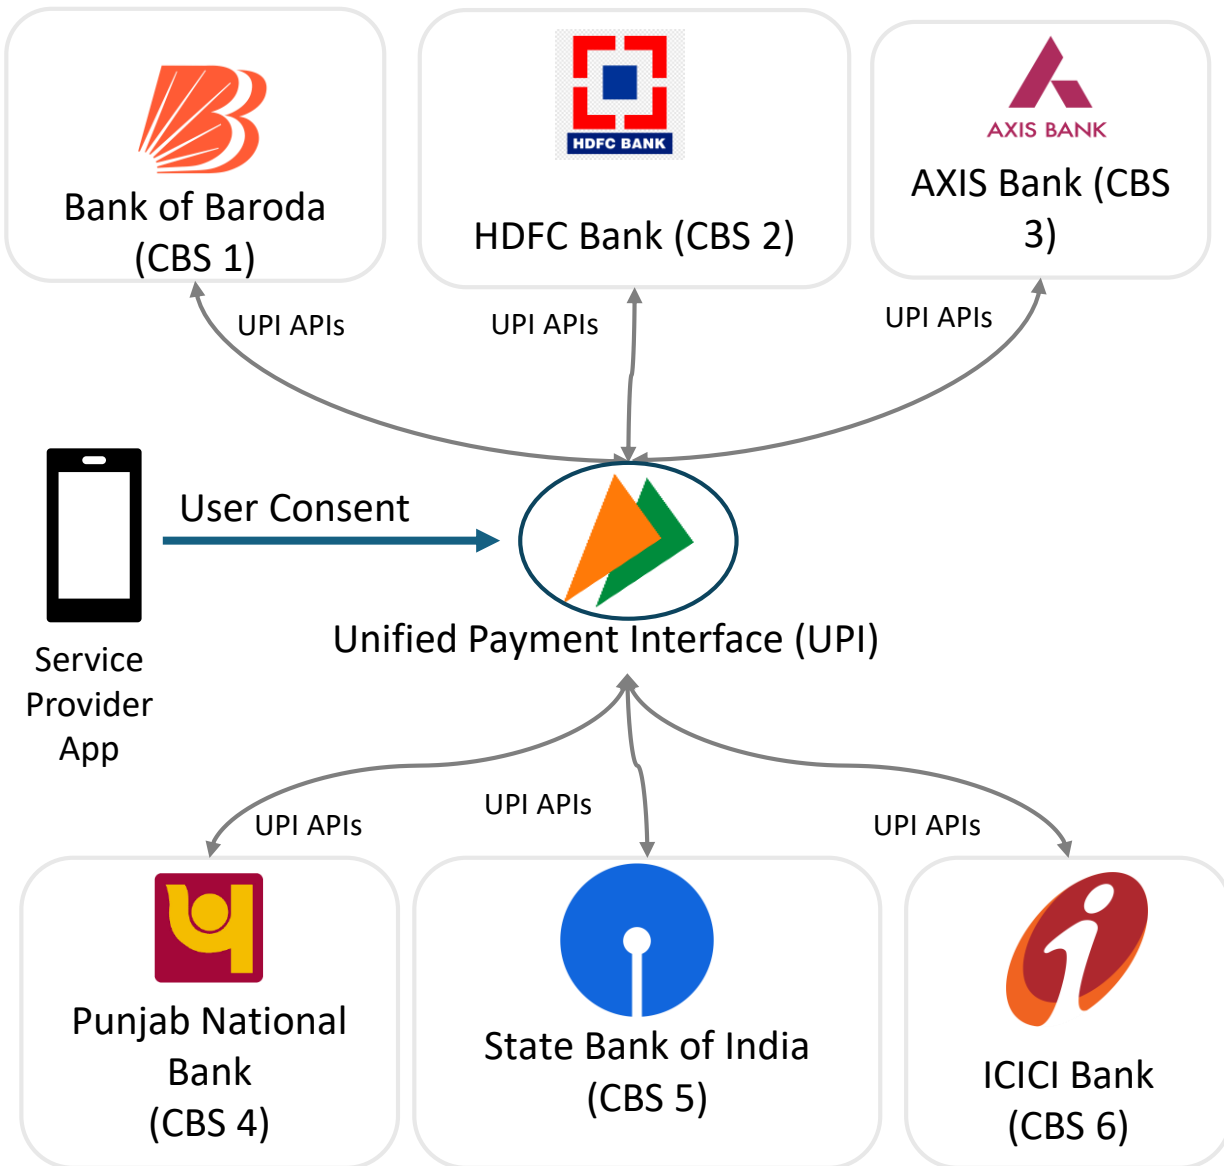 HDFC BANK
AXIS BANK
Bank of Baroda
(CBS 1)
HDFC Bank (CBS 2)
AXIS Bank (CBS
3)
UPI APIs
UPI APIs
UPI APIs
User Consent
Unified Payment Interface (UPI)
Service
Provider
App
UPI APIs
UPI APIs
UPI APIs
Punjab National
Bank
(CBS 4)
State Bank of India
(CBS 5)
ICICI Bank
(CBS 6)